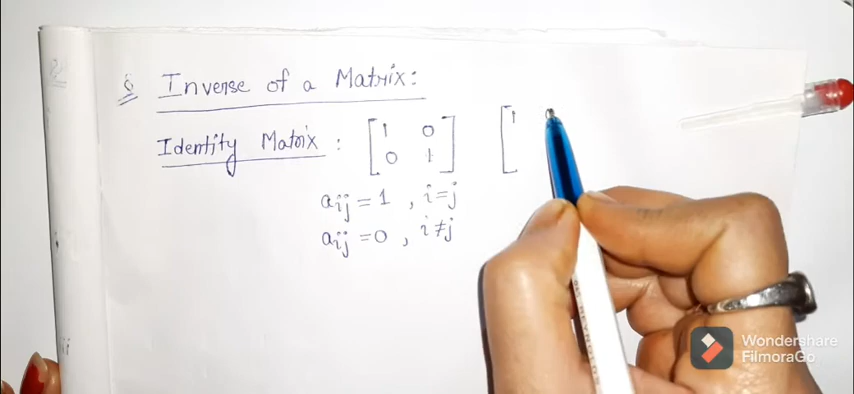 § Inverse of a Matrix:
Identity Matrix : [1 0 [1
0 1]
aij = 1 , i=j
aij = 0 , i≠j
Wondershare
FilmoraGo